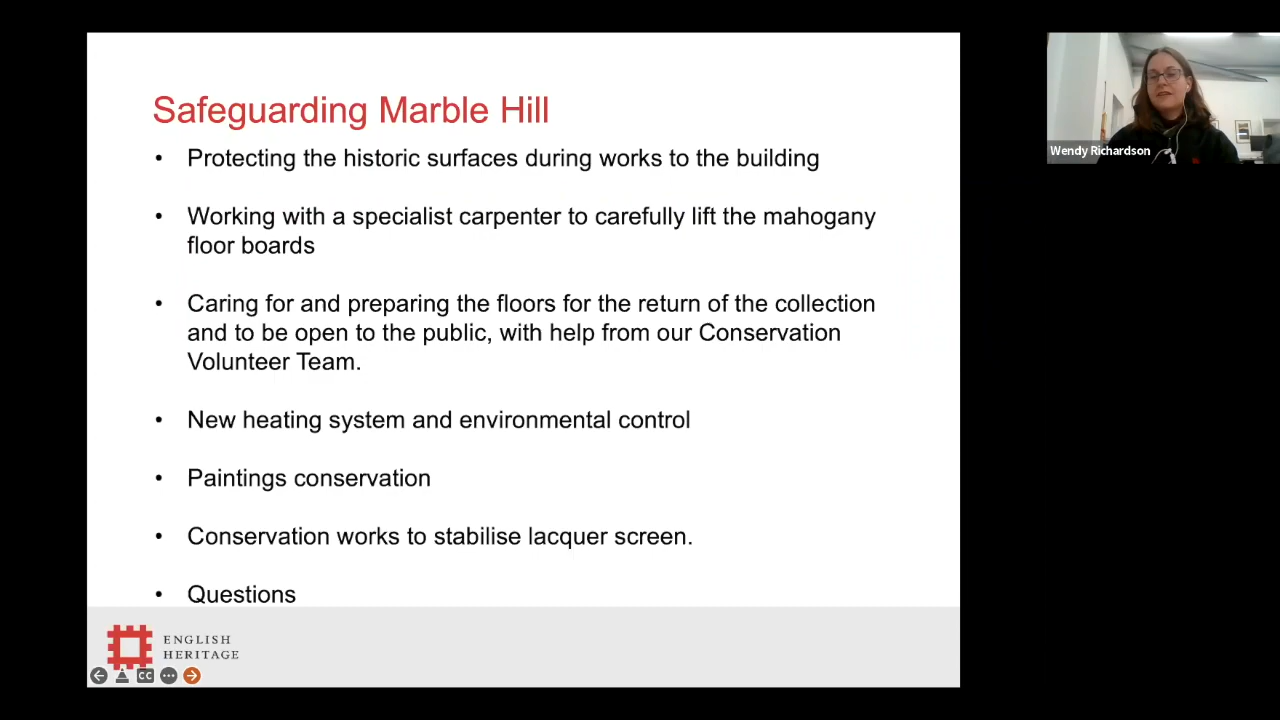 Safeguarding Marble Hill
• Protecting the historic surfaces during works to the building
• Working with a specialist carpenter to carefully lift the mahogany
floor boards
• Caring for and preparing the floors for the return of the collection
and to be open to the public, with help from our Conservation
Volunteer Team.
• New heating system and environmental control
• Paintings conservation
• Conservation works to stabilise lacquer screen.
• Questions
ENGLISH
HERITAGE
CC
Wendy Richardson